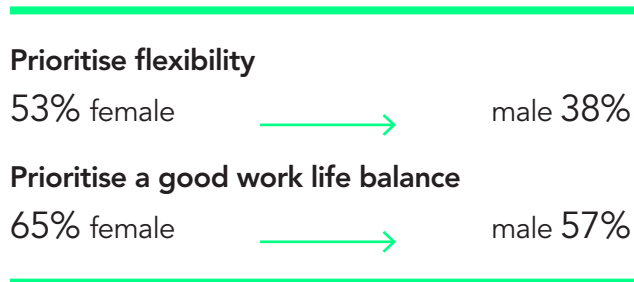 Prioritise flexibility
53% female male 38%
Prioritise a good work life balance
65% female male 57%